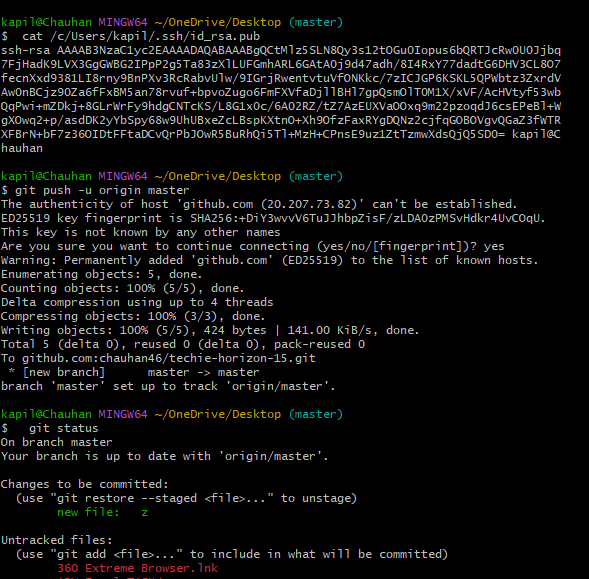 kapil@Chauhan MINGW64 ~/OneDrive/Desktop (master)
$  cat /c/Users/kapil/.ssh/id_rsa.pub
ssh-rsa AAAAB3NzaC1yc2EAAAADAQABAAABgQCtMlz5SLN8Qy3s12tOGu0Iopus6bQRTJcRwOUOJjbq
7FjHadK9LVX3GgGWBG2IPpP2g5Ta83zXlLUFGmhARL6GAtA0j9d47adh/8I4RxY77dadtG6DHV3CL8O7
fecnXxd9381LI8rny9BnPXv3RcRabvUlw/9IGrjRwentvtuVfONKkc/7zICJGP6KSKL5QPWbtz3ZxrdV
AwOnBCjz9OZa6fFxBM5an78rvuf+bpvoZugo6FmFXVfaDjllBHl7gpQsmOlTOM1X/xVF/AcHVtyf53wb
QqPwi+mZDkj+8GLrWrFy9hdgCNTcKS/L8G1xOc/6AO2RZ/tZ7AzEUXVaOOxq9m22pzoqdJ6csEPeBl+W
gXOwq2+p/asdDK2yYbSpy68w9UhUBxeZcLBspKXtnO+Xh9OfzFaxRYgDQNz2cjfqGOBOVgvQGaZ3fWTR
XFBrN+bF7z36OIDtFFtaDCvQrPbJOwR5BuRhQi5Tl+MzH+CPnsE9uz1ZtTzmwXdsQjQ5SD0= kapil@C
hauhan
kapil@Chauhan MINGW64 ~/OneDrive/Desktop (master)
$ git push -u origin master
The authenticity of host 'github.com (20.207.73.82)' can't be established.
ED25519 key fingerprint is SHA256:+DiY3wvvV6TuJJhbpZisF/zLDA0zPMSvHdkr4UvCOqU.
This key is not known by any other names
Are you sure you want to continue connecting (yes/no/[fingerprint])? yes
Warning: Permanently added 'github.com' (ED25519) to the list of known hosts.
Enumerating objects: 5, done.
Counting objects: 100% (5/5), done.
Delta compression using up to 4 threads
Compressing objects: 100% (3/3), done.
Writing objects: 100% (5/5), 424 bytes | 141.00 KiB/s, done.
Total 5 (delta 0), reused 0 (delta 0), pack-reused 0
To github.com:chauhan46/techie-horizon-15.git
 * [new branch]      master -> master
branch 'master' set up to track 'origin/master'.
kapil@Chauhan MINGW64 ~/OneDrive/Desktop (master)
$   git status
On branch master
Your branch is up to date with 'origin/master'.
Changes to be committed:
  (use "git restore --staged <file>..." to unstage)
        new file:   z
Untracked files:
  (use "git add <file>..." to include in what will be committed)
        360 Extreme Browser.lnk